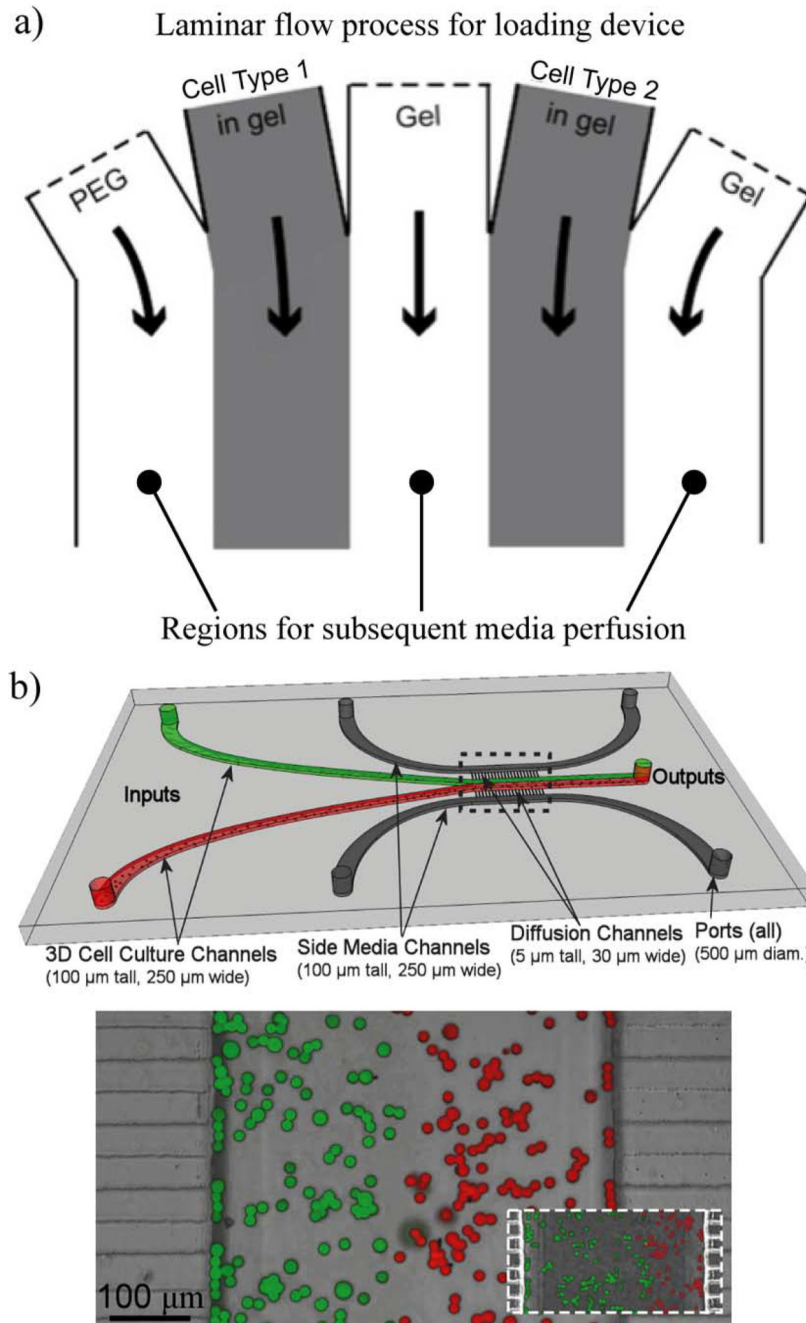 a)
Laminar flow process for loading device
Cell Type 1
in gel
Gel
Cell Type 2
in gel
PEG
Gel
Regions for subsequent media perfusion
b)
Inputs
Outputs
3D Cell Culture Channels
(100 µm tall, 250 µm wide)
Side Media Channels
(100 µm tall, 250 µm wide)
Diffusion Channels
(5 µm tall, 30 µm wide)
Ports (all)
(500 µm diam.)
100 µm